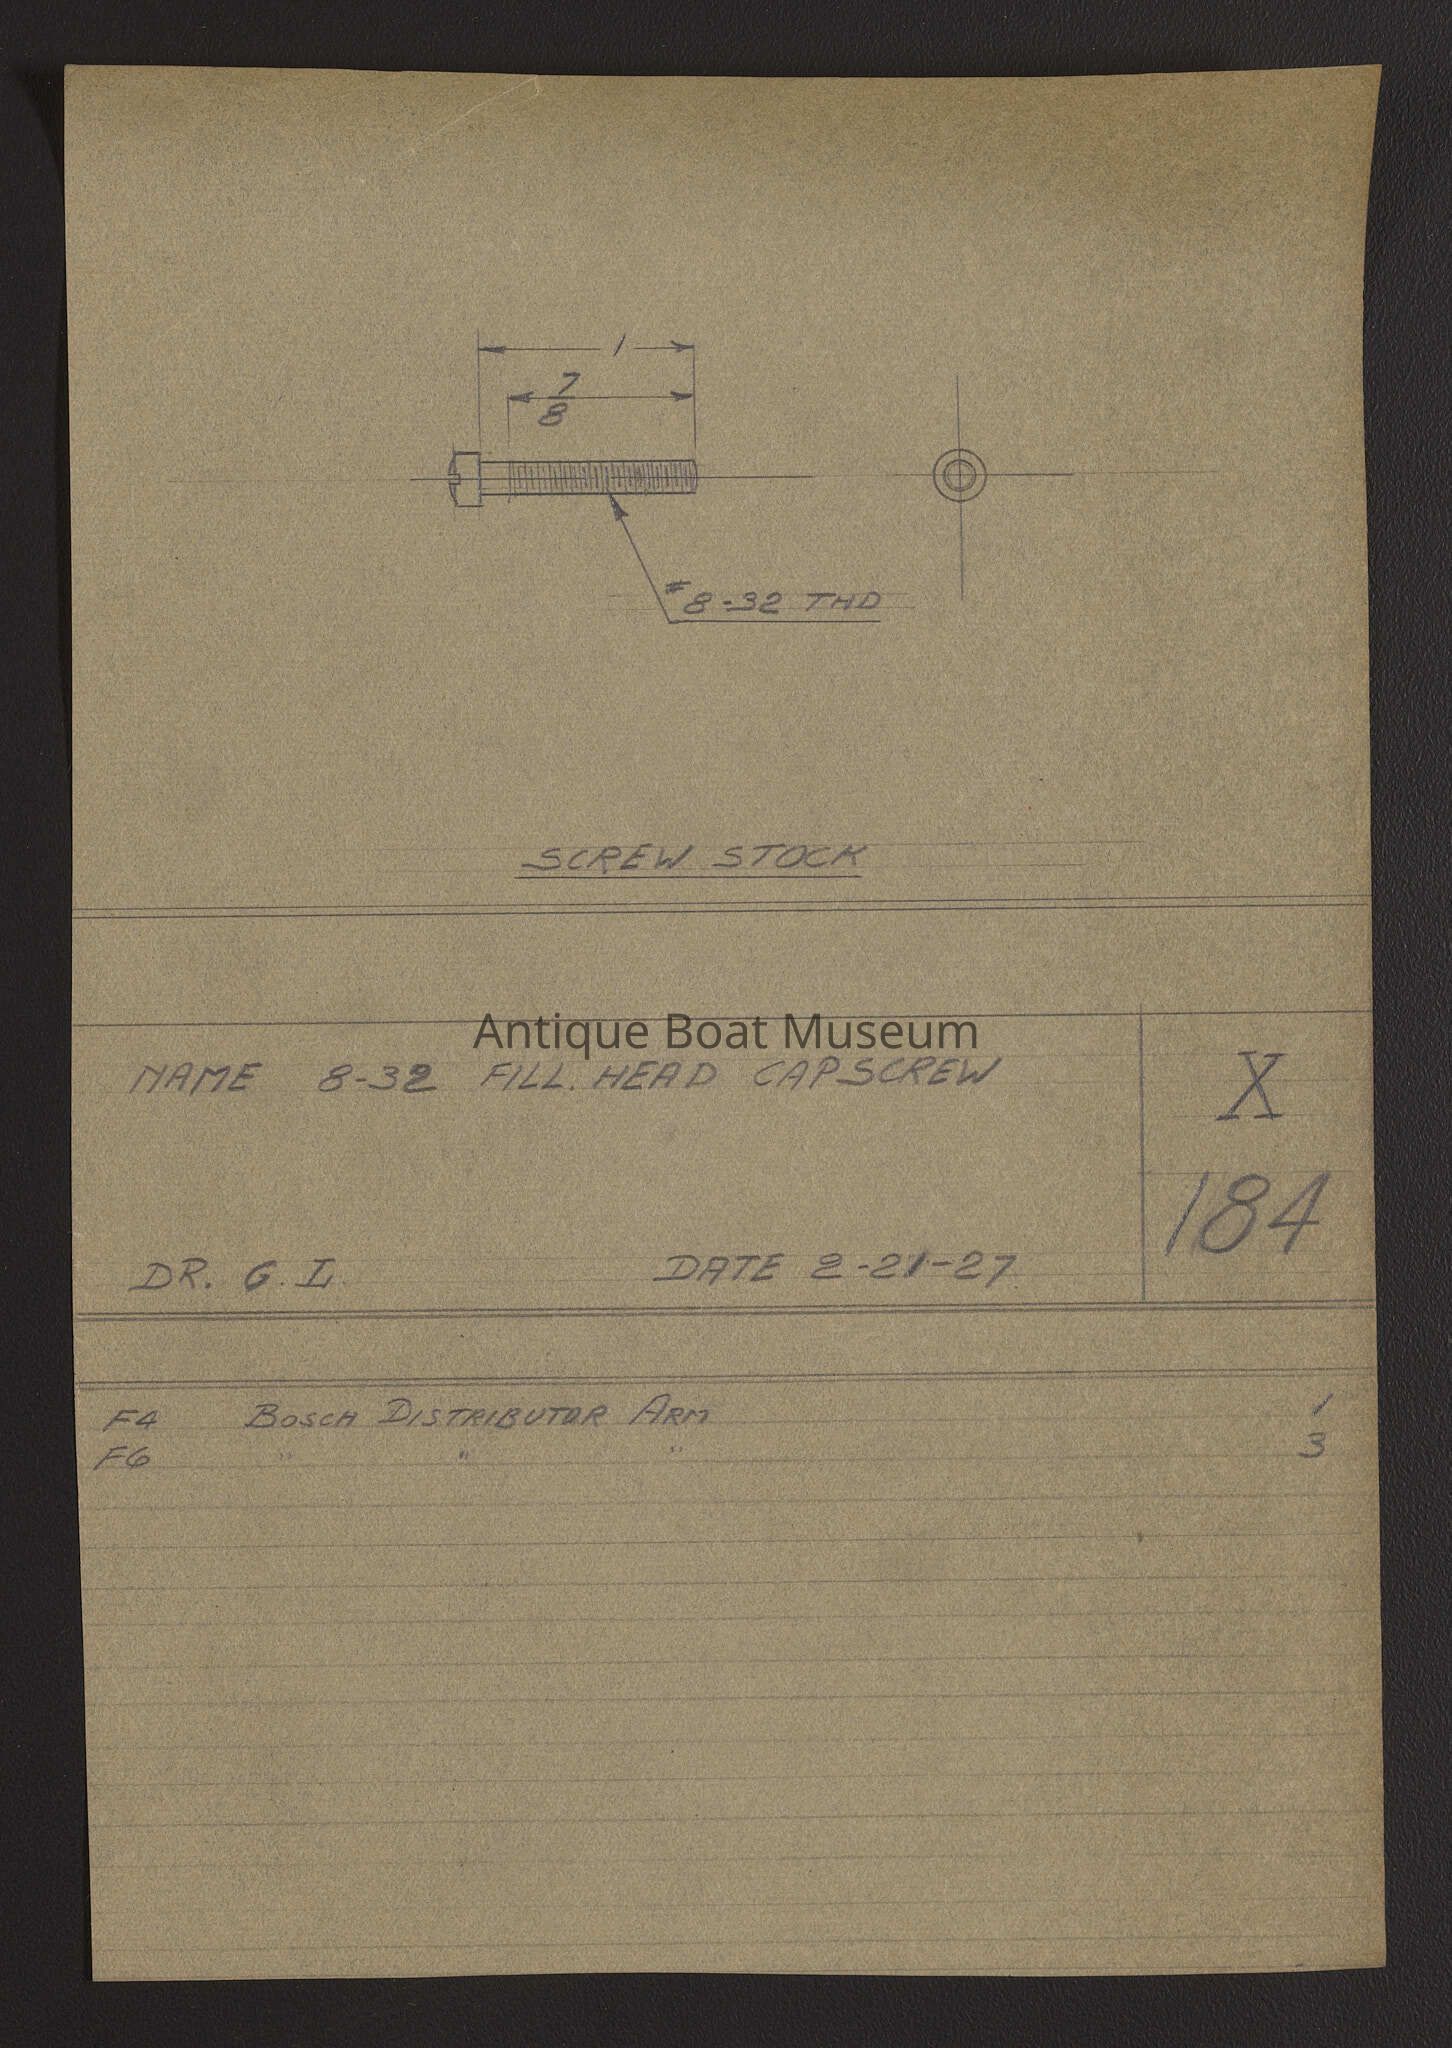 1
7/8
#8-32 THD
SCREW STOCK
Antique Boat Museum
NAME 8-32 FILL. HEAD CAPSCREW
X
184
DR. G. L. DATE 2-21-27
F4 BOSCH DISTRIBUTOR ARM 1
F6 " " " 3